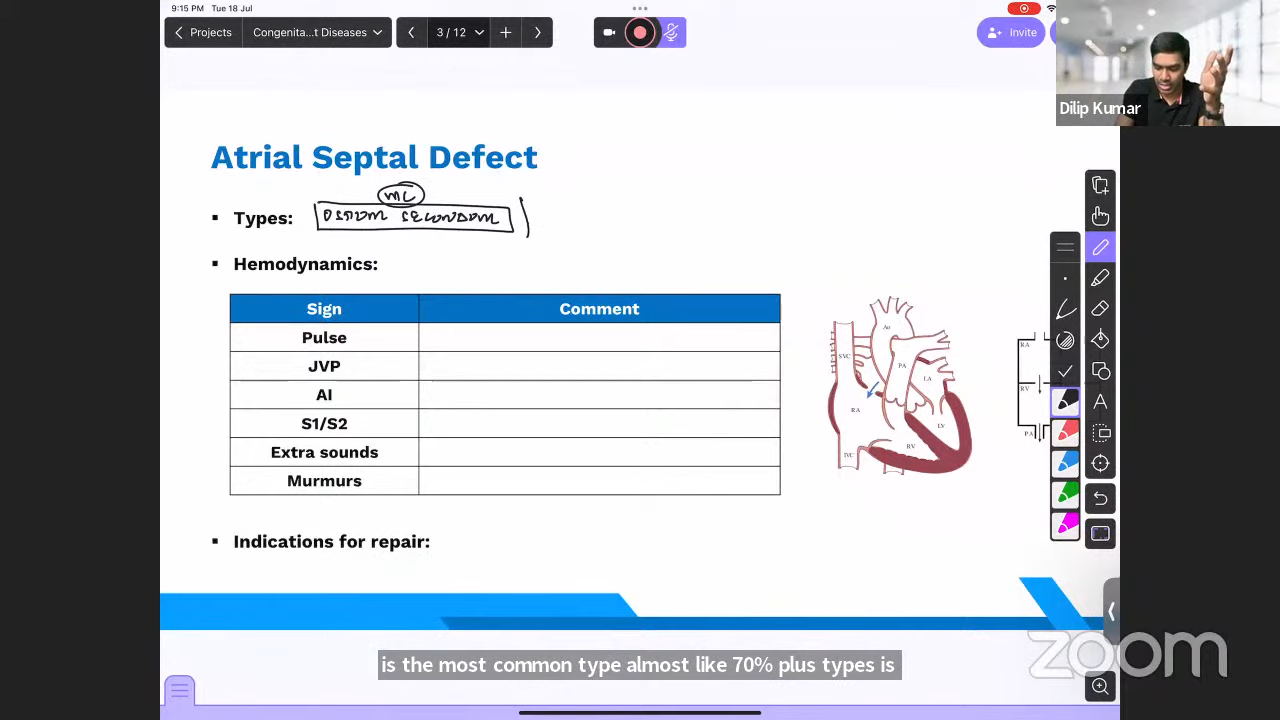 9:15 PM Tue 18 Jul
Projects
Congenita...t Diseases
3 / 12
Invite
Dilip Kumar
Atrial Septal Defect
MC
▪ Types: OSTIUM SECUNDUM
▪ Hemodynamics:
Sign Comment
Pulse
JVP
AI
S1/S2
Extra sounds
Murmurs
Ao
SVC
PA
LA
RA
LV
RV
IVC
RA
RV
PA
A
▪ Indications for repair:
is the most common type almost like 70% plus types is
zoom